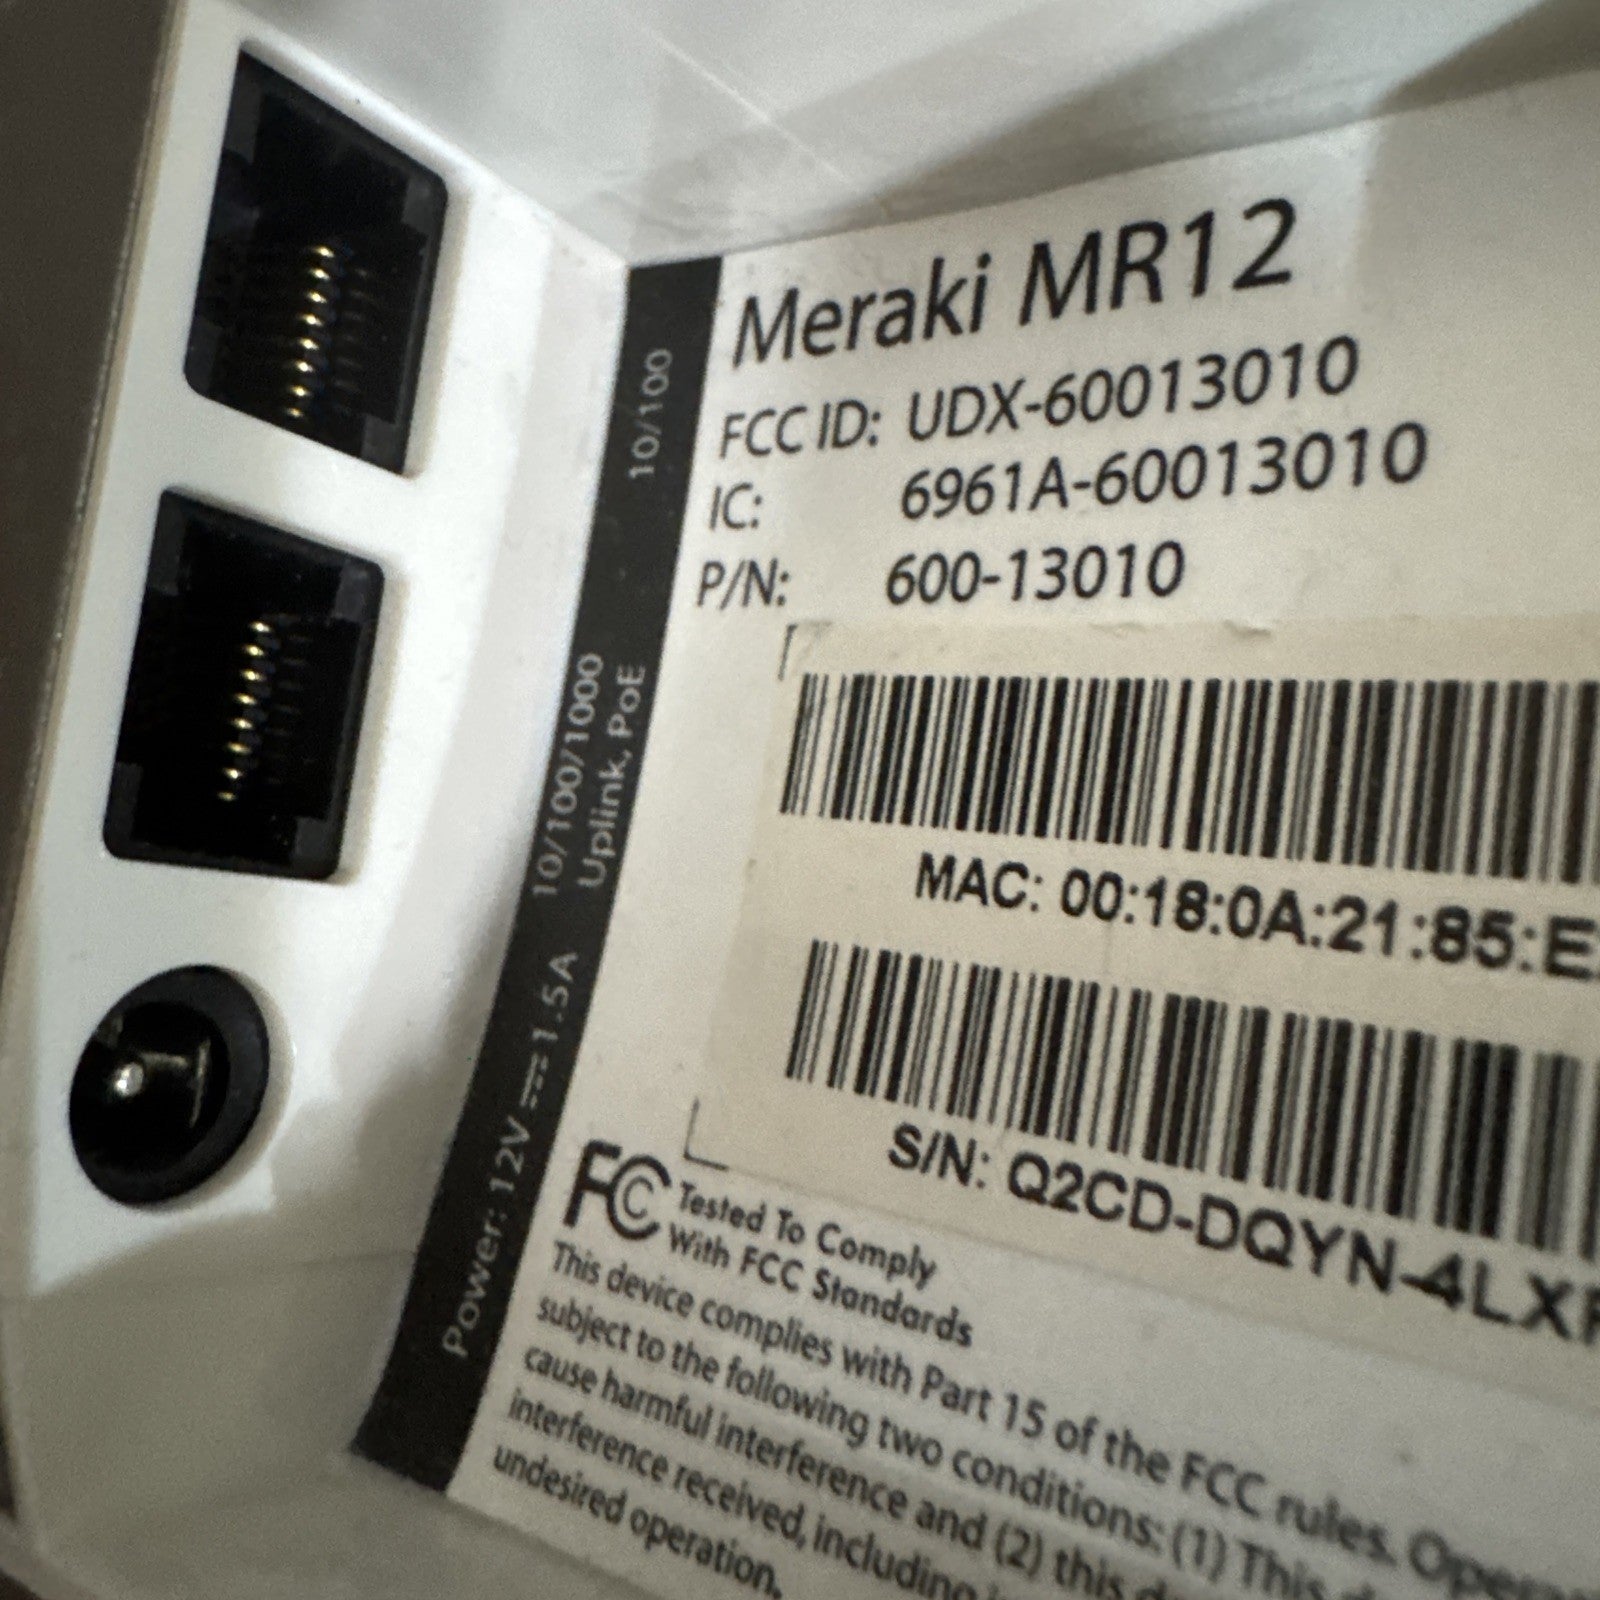 Meraki MR12
FCC ID: UDX-60013010
IC: 6961A-60013010
P/N: 600-13010
10/100
10/100/1000
Uplink, PoE
Power: 12V ⎓ 1.5A
MAC: 00:18:0A:21:85:E
S/N: Q2CD-DQYN-4LX
FC Tested To Comply
With FCC Standards
This device complies with Part 15 of the FCC rules. Opera
subject to the following two conditions: (1) This d
cause harmful interference and (2) this d
interference received, including
undesired operation.